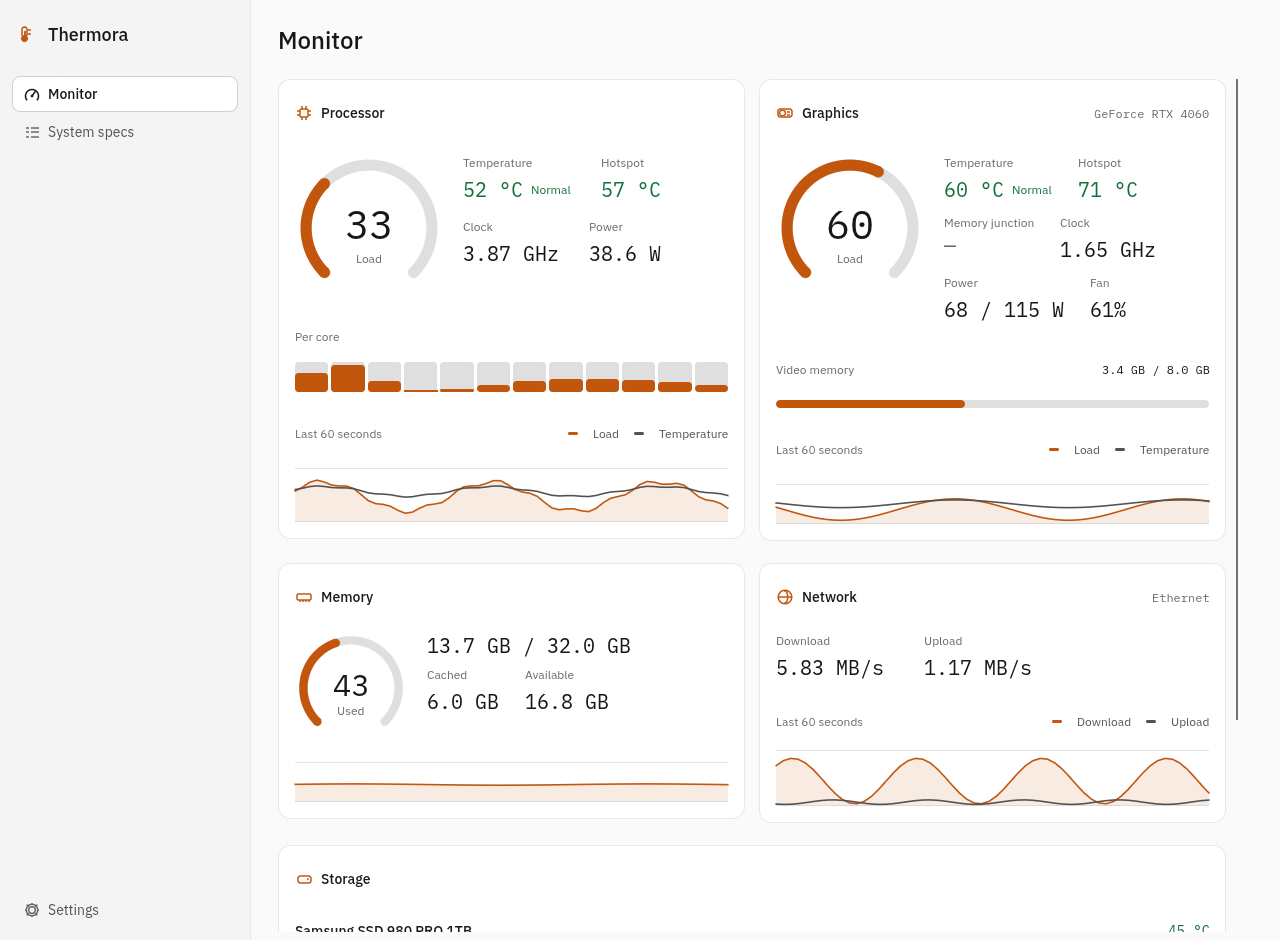 Thermora
Monitor
System specs
Settings
Monitor
Processor
33
Load
Temperature
52 °C Normal
Hotspot
57 °C
Clock
3.87 GHz
Power
38.6 W
Per core
Last 60 seconds
Load
Temperature
Graphics
GeForce RTX 4060
60
Load
Temperature
60 °C Normal
Hotspot
71 °C
Memory junction
—
Clock
1.65 GHz
Power
68 / 115 W
Fan
61%
Video memory
3.4 GB / 8.0 GB
Last 60 seconds
Load
Temperature
Memory
43
Used
13.7 GB / 32.0 GB
Cached
6.0 GB
Available
16.8 GB
Network
Ethernet
Download
5.83 MB/s
Upload
1.17 MB/s
Last 60 seconds
Download
Upload
Storage
Samsung SSD 980 PRO 1TB
45 °C